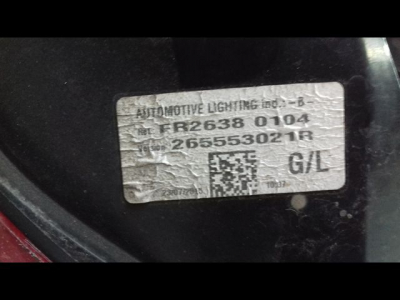 AUTOMOTIVE LIGHTING ind.: -B-
FR2638 0104
265553021R
G/L